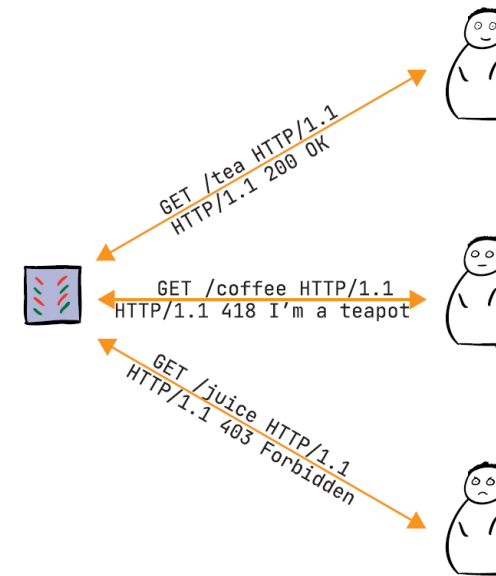 GET /tea HTTP/1.1
HTTP/1.1 200 OK
GET /coffee HTTP/1.1
HTTP/1.1 418 I’m a teapot
GET /juice HTTP/1.1
HTTP/1.1 403 Forbidden